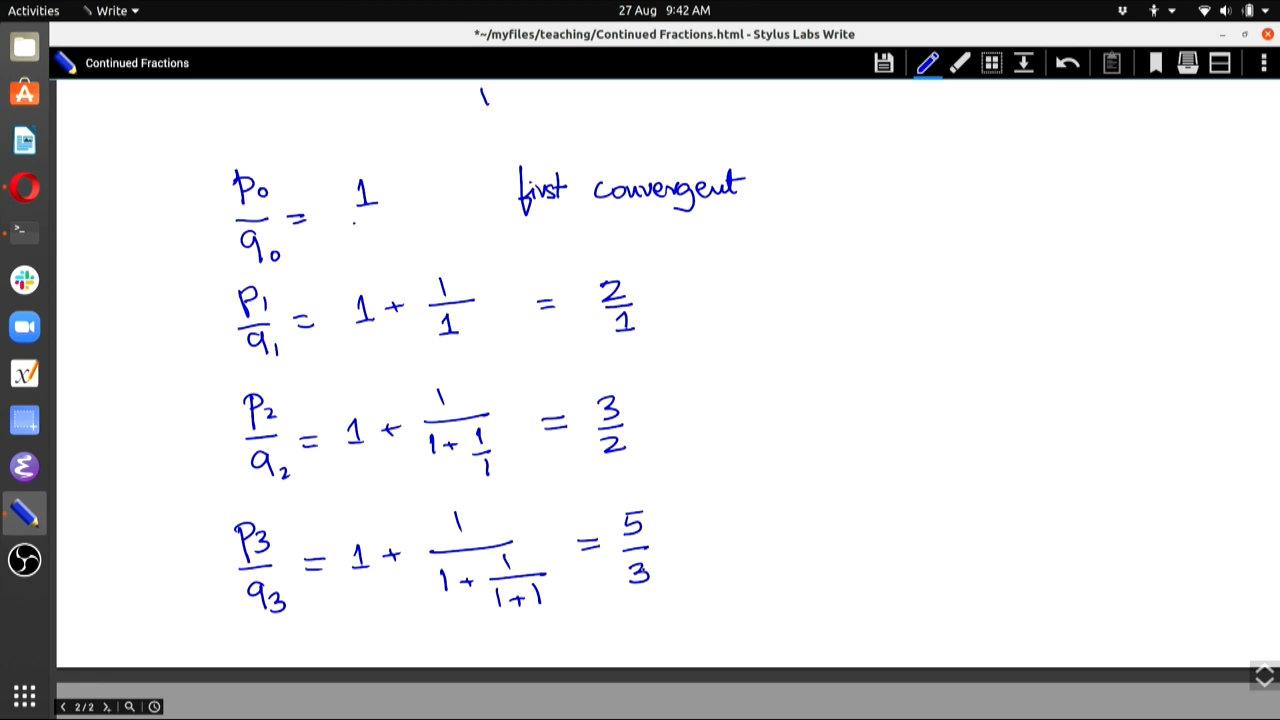 Activities Write 27 Aug 9:42 AM
*~/myfiles/teaching/Continued Fractions.html - Stylus Labs Write
Continued Fractions
1
p0/q0 = 1 first convergent
p1/q1 = 1 + 1/1 = 2/1
p2/q2 = 1 + 1/(1 + 1/1) = 3/2
p3/q3 = 1 + 1/(1 + 1/(1+1)) = 5/3
2/2